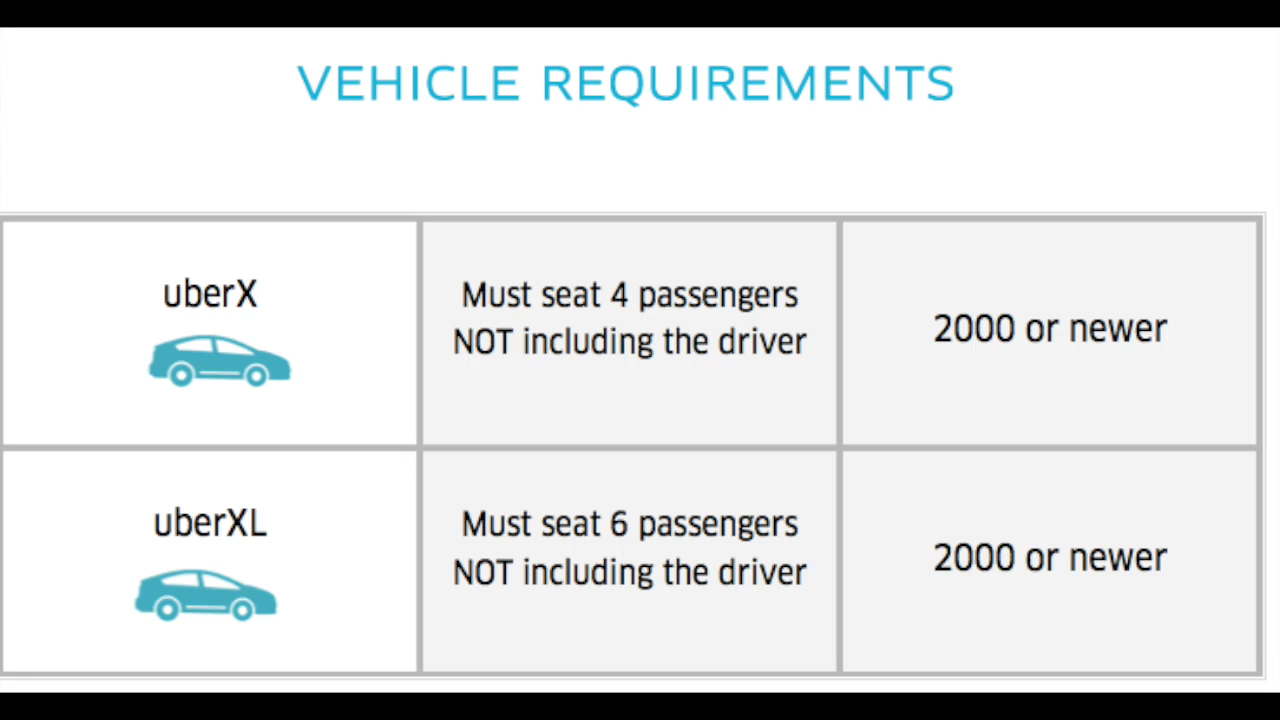 VEHICLE REQUIREMENTS
uberX
Must seat 4 passengers
NOT including the driver
2000 or newer
uberXL
Must seat 6 passengers
NOT including the driver
2000 or newer